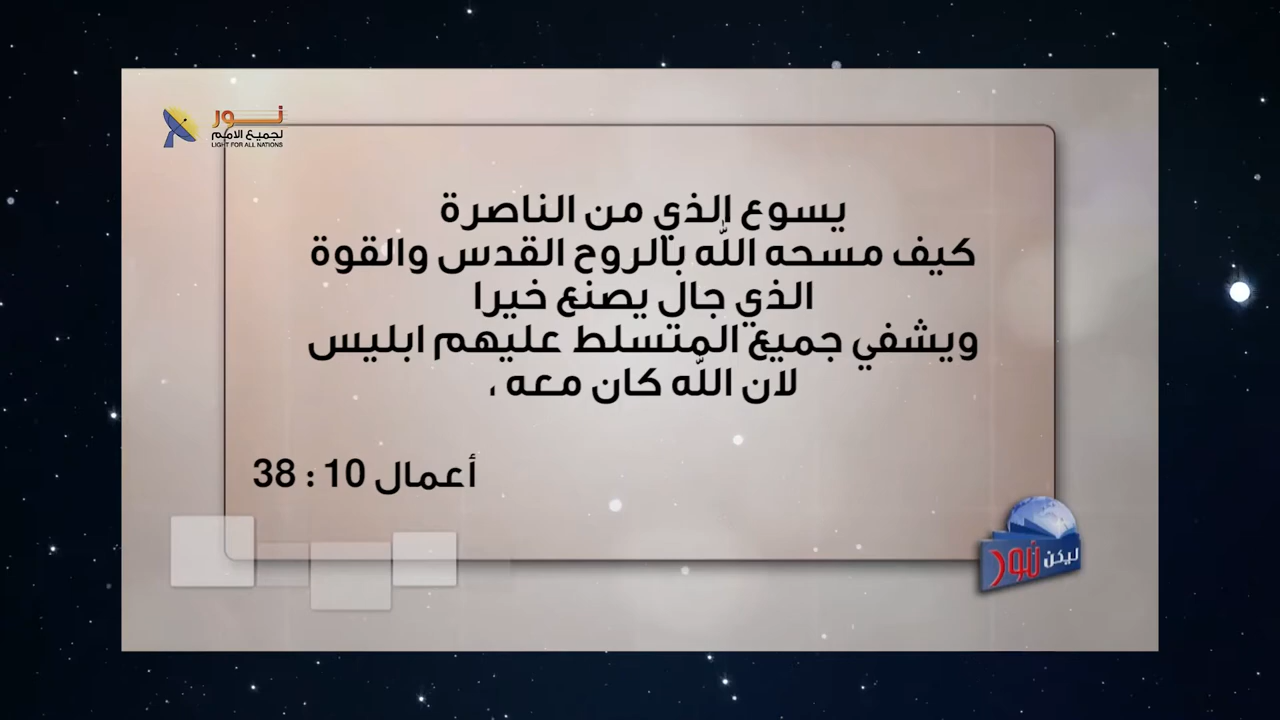 نور
لجميع الامم
LIGHT FOR ALL NATIONS
يسوع الذي من الناصرة
كيف مسحه الله بالروح القدس والقوة
الذي جال يصنع خيرا
ويشفي جميع المتسلط عليهم ابليس
لان الله كان معه ،
أعمال 10 : 38
ليكن نور